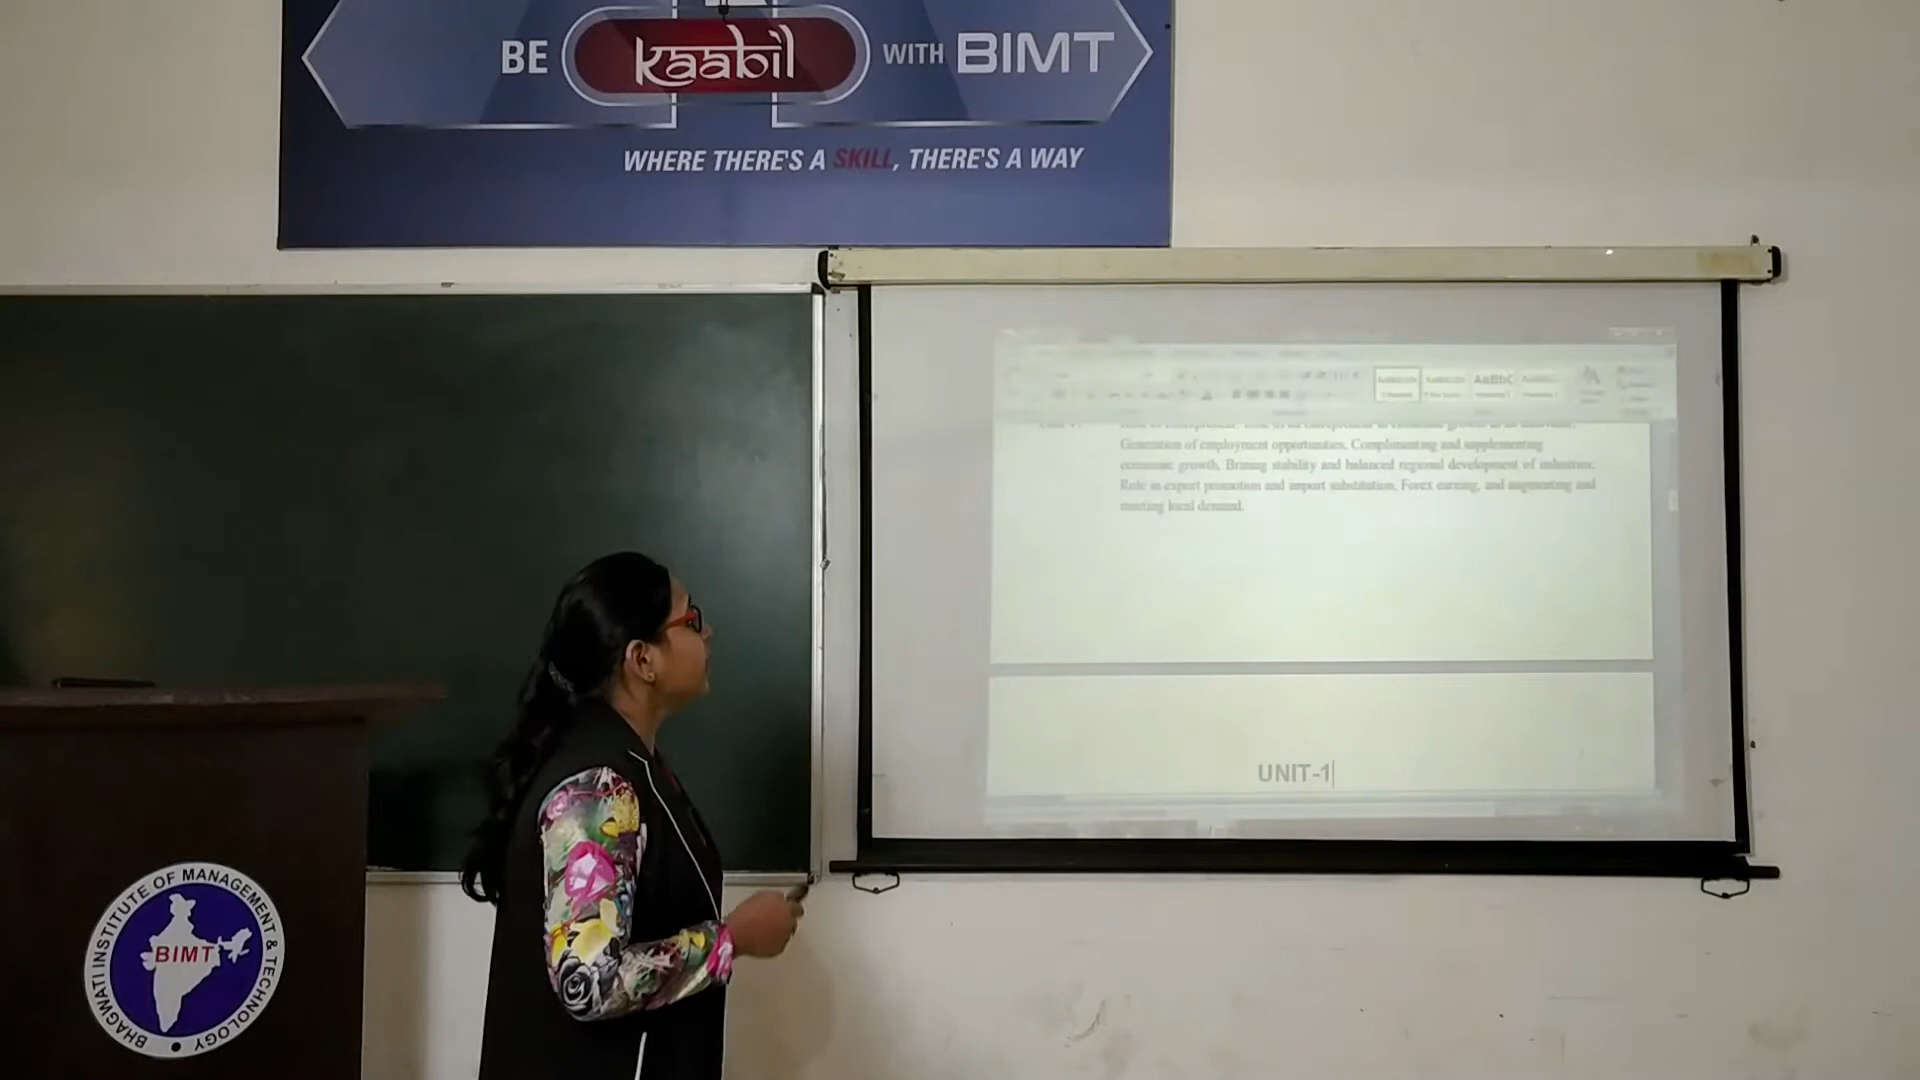 BE kaabil WITH BIMT
WHERE THERE'S A SKILL, THERE'S A WAY
Generation of employment opportunities, Complimenting and supplementing
economic growth, Brining stability and balanced regional development of industries,
Role in export promotion and import substitution, Forex earning, and augmenting and
meeting local demand.
UNIT-1
BHAGWATI INSTITUTE OF MANAGEMENT & TECHNOLOGY
BIMT